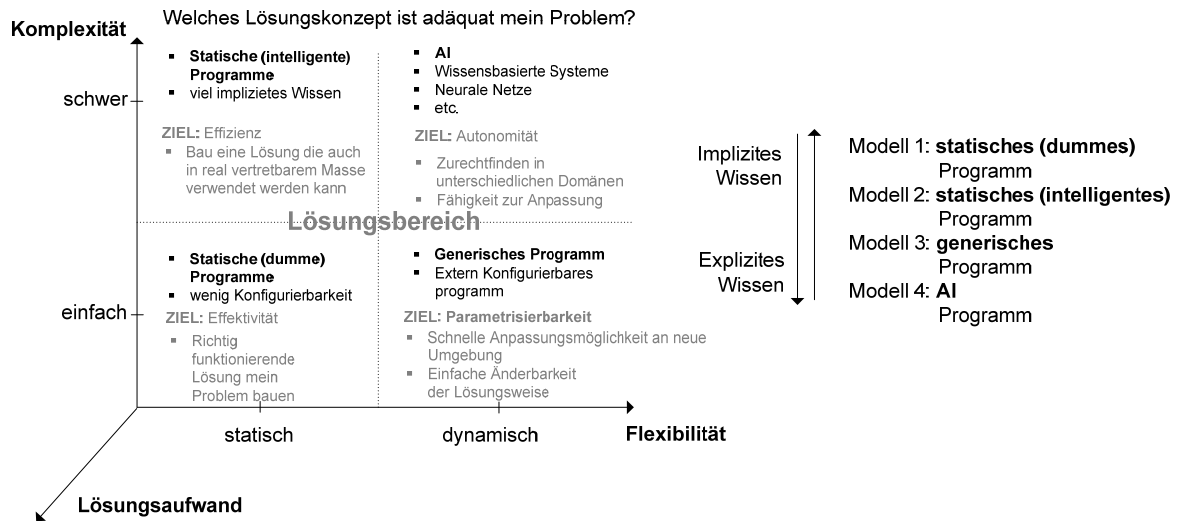 Welches Lösungskonzept ist adäquat mein Problem?
Komplexität
schwer
▪ Statische (intelligente)
Programme
▪ viel implizietes Wissen
ZIEL: Effizienz
▪ Bau eine Lösung die auch
in real vertretbarem Masse
verwendet werden kann
▪ AI
▪ Wissensbasierte Systeme
▪ Neurale Netze
▪ etc.
ZIEL: Autonomität
▪ Zurechtfinden in
unterschiedlichen Domänen
▪ Fähigkeit zur Anpassung
Lösungsbereich
einfach
▪ Statische (dumme)
Programme
▪ wenig Konfigurierbarkeit
ZIEL: Effektivität
▪ Richtig
funktionierende
Lösung mein
Problem bauen
▪ Generisches Programm
▪ Extern Konfigurierbares
programm
ZIEL: Parametrisierbarkeit
▪ Schnelle Anpassungsmöglichkeit an neue
Umgebung
▪ Einfache Änderbarkeit
der Lösungsweise
statisch
dynamisch
Flexibilität
Lösungsaufwand
Implizites
Wissen
Explizites
Wissen
Modell 1: statisches (dummes)
Programm
Modell 2: statisches (intelligentes)
Programm
Modell 3: generisches
Programm
Modell 4: AI
Programm